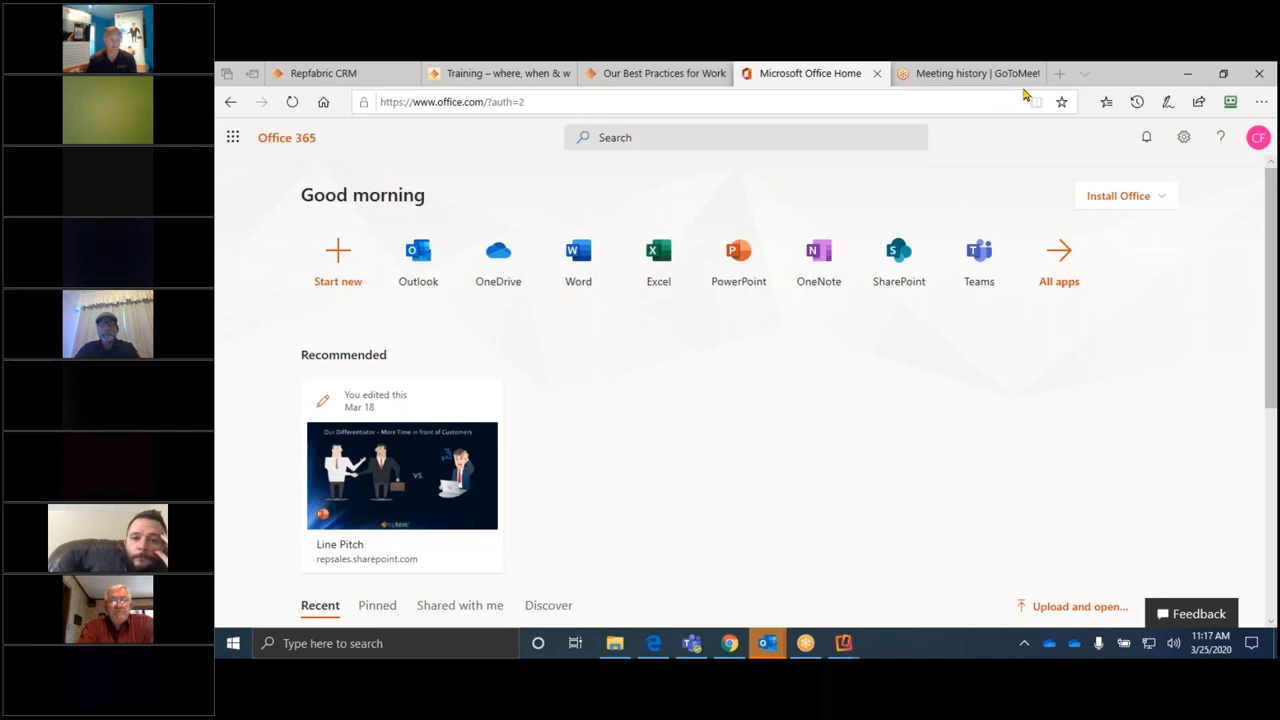 Repfabric CRM
Training – where, when & w
Our Best Practices for Work
Microsoft Office Home
Meeting history | GoToMeet
https://www.office.com/?auth=2
Office 365
Search
CF
Good morning
Install Office
Start new
Outlook
OneDrive
Word
Excel
PowerPoint
OneNote
SharePoint
Teams
All apps
Recommended
You edited this
Mar 18
Our Differentiator – More Time in front of Customers
VS.
Line Pitch
repsales.sharepoint.com
Recent
Pinned
Shared with me
Discover
Upload and open...
Feedback
Type here to search
11:17 AM
3/25/2020